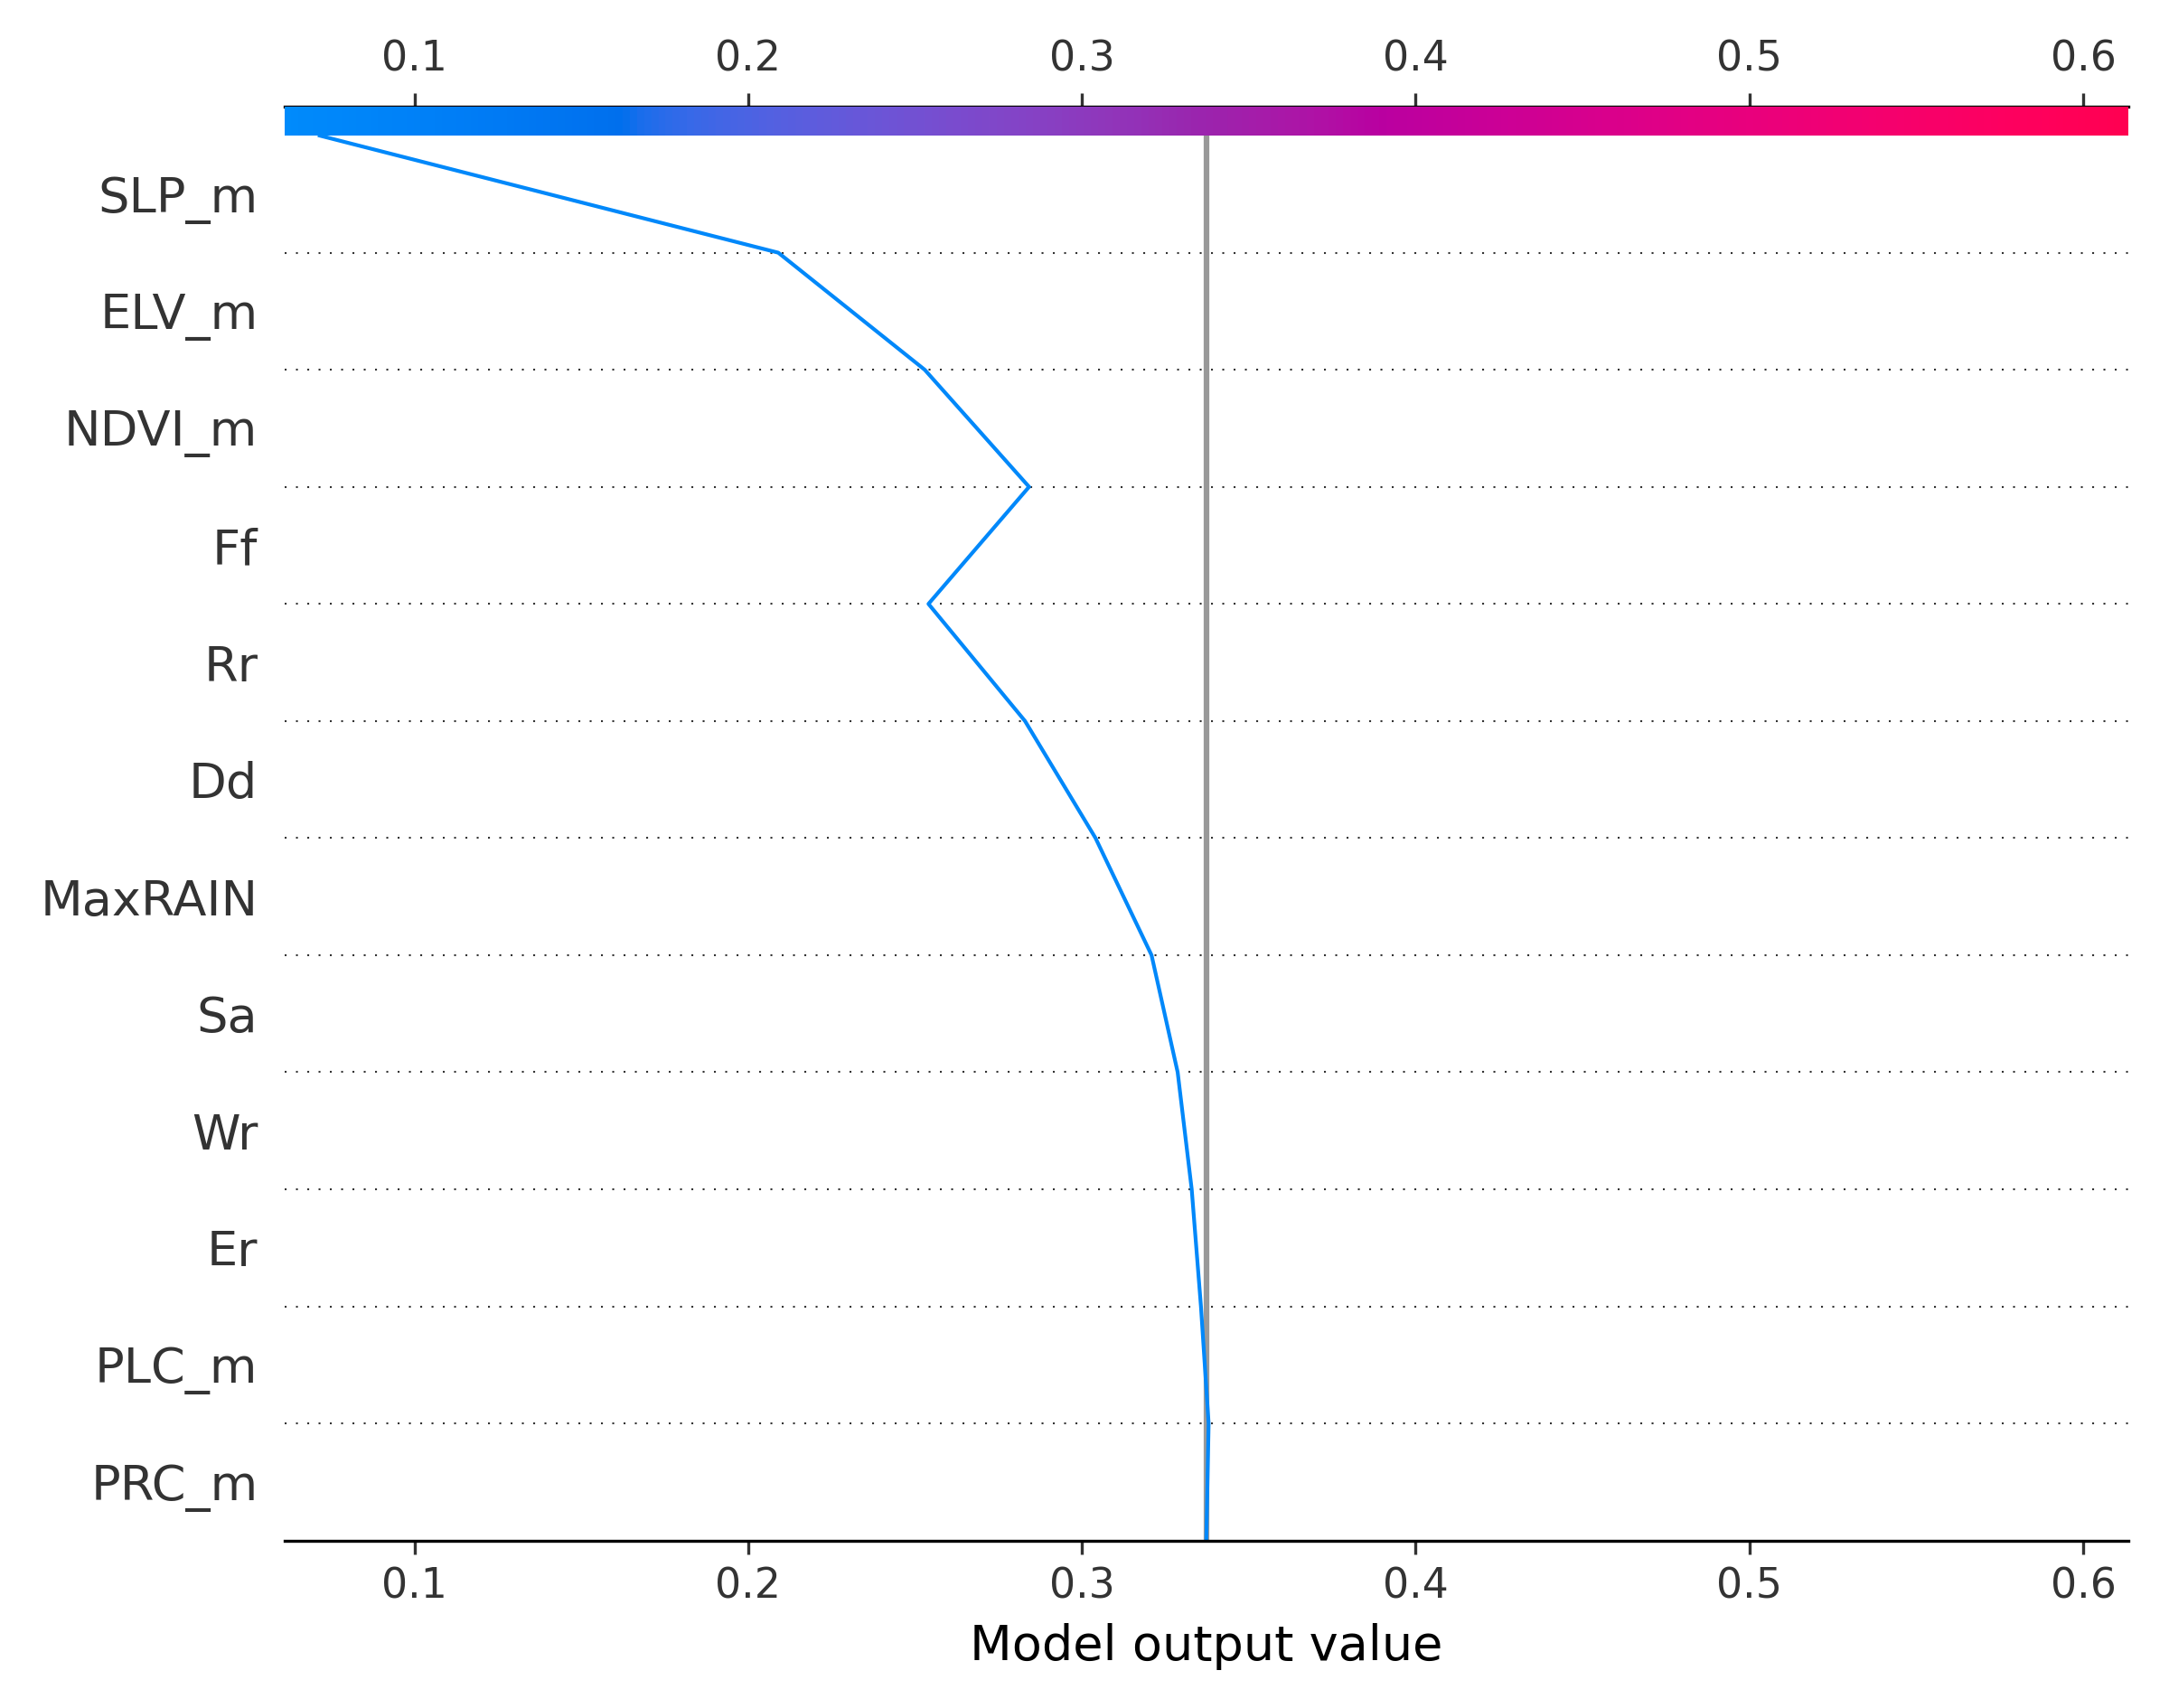 0.1 0.2 0.3 0.4 0.5 0.6
SLP_m
ELV_m
NDVI_m
Ff
Rr
Dd
MaxRAIN
Sa
Wr
Er
PLC_m
PRC_m
0.1 0.2 0.3 0.4 0.5 0.6
Model output value